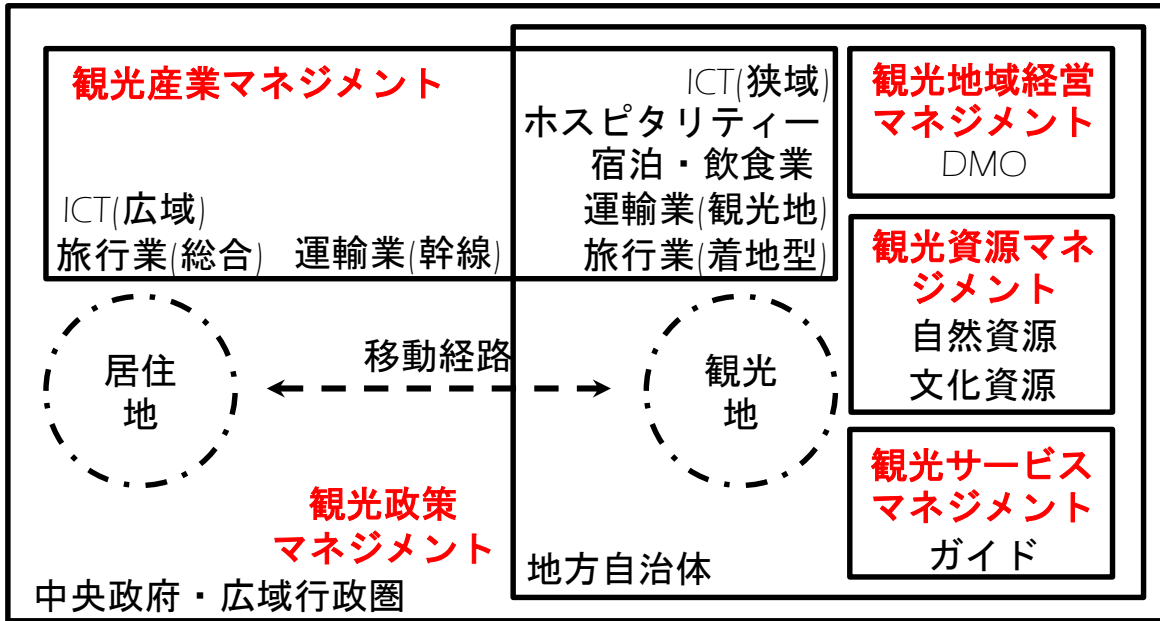 観光産業マネジメント
ICT(広域)
旅行業(総合) 運輸業(幹線)
ICT(狭域)
ホスピタリティー
宿泊・飲食業
運輸業(観光地)
旅行業(着地型)
観光地域経営
マネジメント
DMO
観光資源マネ
ジメント
自然資源
文化資源
観光サービス
マネジメント
ガイド
居住
地
移動経路
観光
地
観光政策
マネジメント
地方自治体
中央政府・広域行政圏